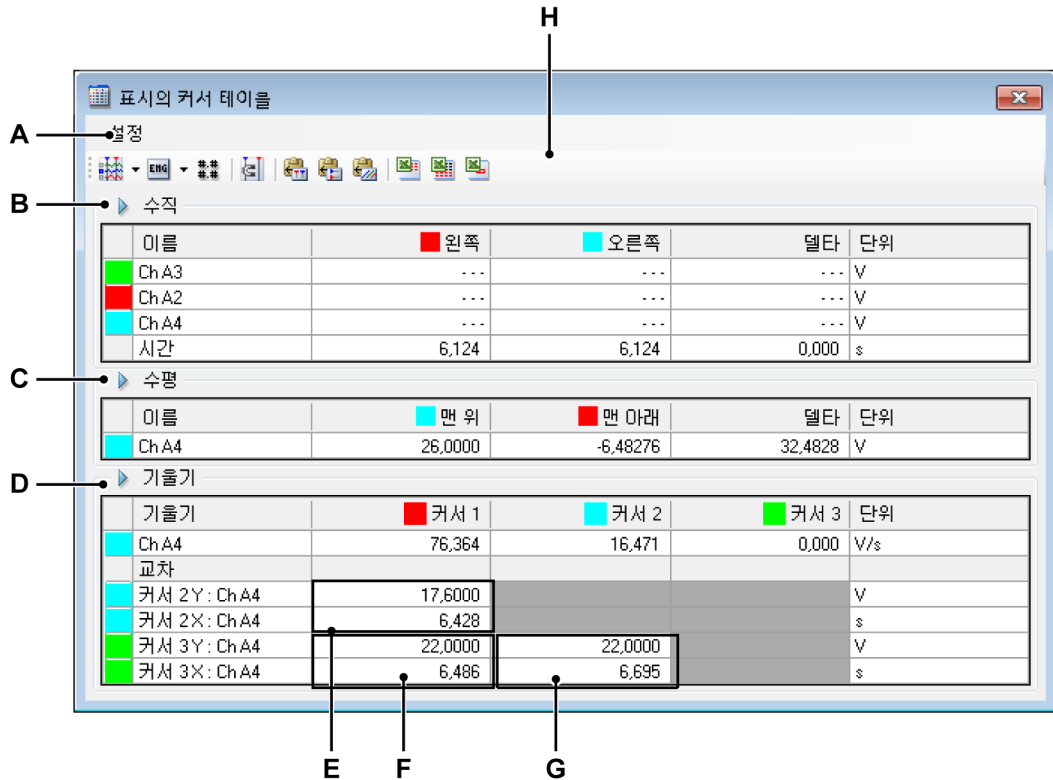 H
표시의 커서 테이블
A 설정
ENG #.# #.#
B 수직
이름 왼쪽 오른쪽 델타 단위
Ch A3 --- --- --- V
Ch A2 --- --- --- V
Ch A4 --- --- --- V
시간 6,124 6,124 0,000 s
C 수평
이름 맨 위 맨 아래 델타 단위
Ch A4 26,0000 -6,48276 32,4828 V
D 기울기
기울기 커서 1 커서 2 커서 3 단위
Ch A4 76,364 16,471 0,000 V/s
교차
커서 2Y : Ch A4 17,6000 V
커서 2X : Ch A4 6,428 s
커서 3Y : Ch A4 22,0000 22,0000 V
커서 3X : Ch A4 6,486 6,695 s
E F G